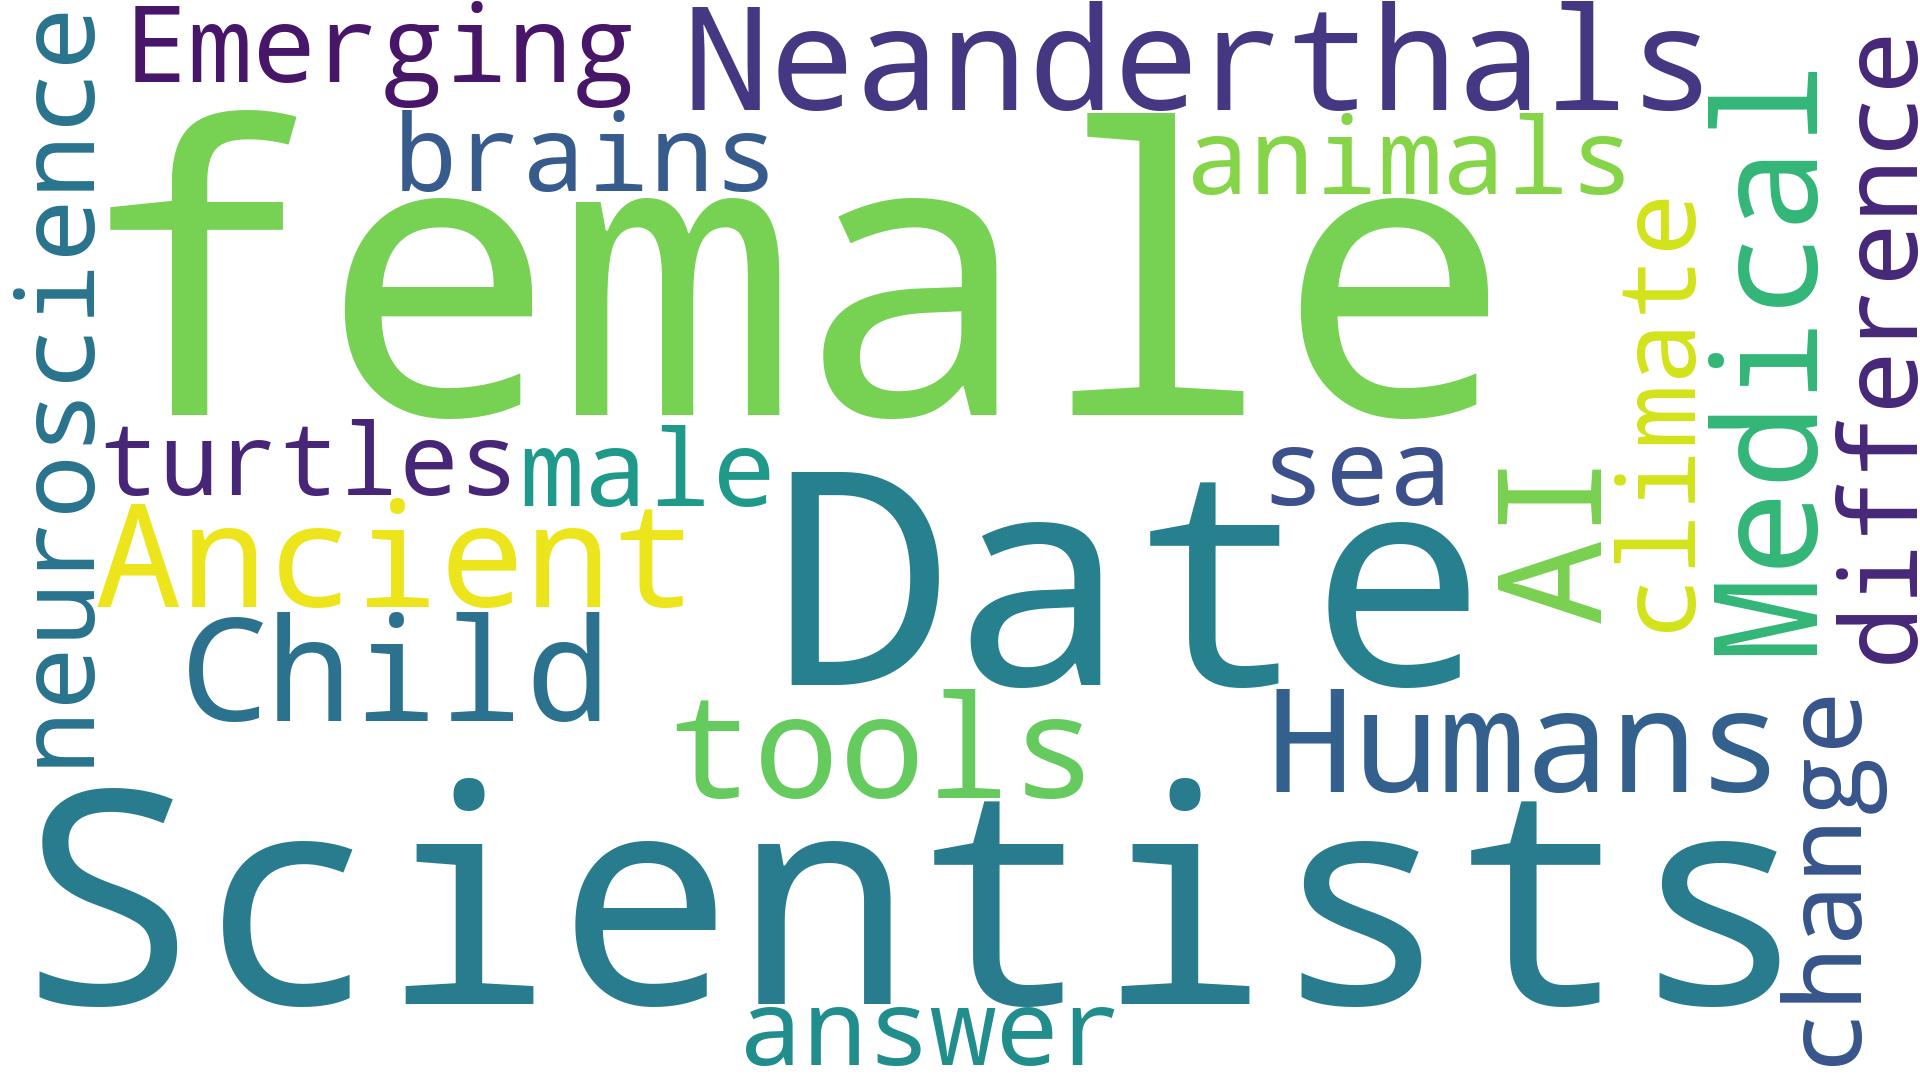 neuroscience
Emerging
Neanderthals
brains
animals
female
climate
Medical
difference
turtles
male
sea
Ancient
Date
AI
Child
tools
Humans
change
Scientists
answer